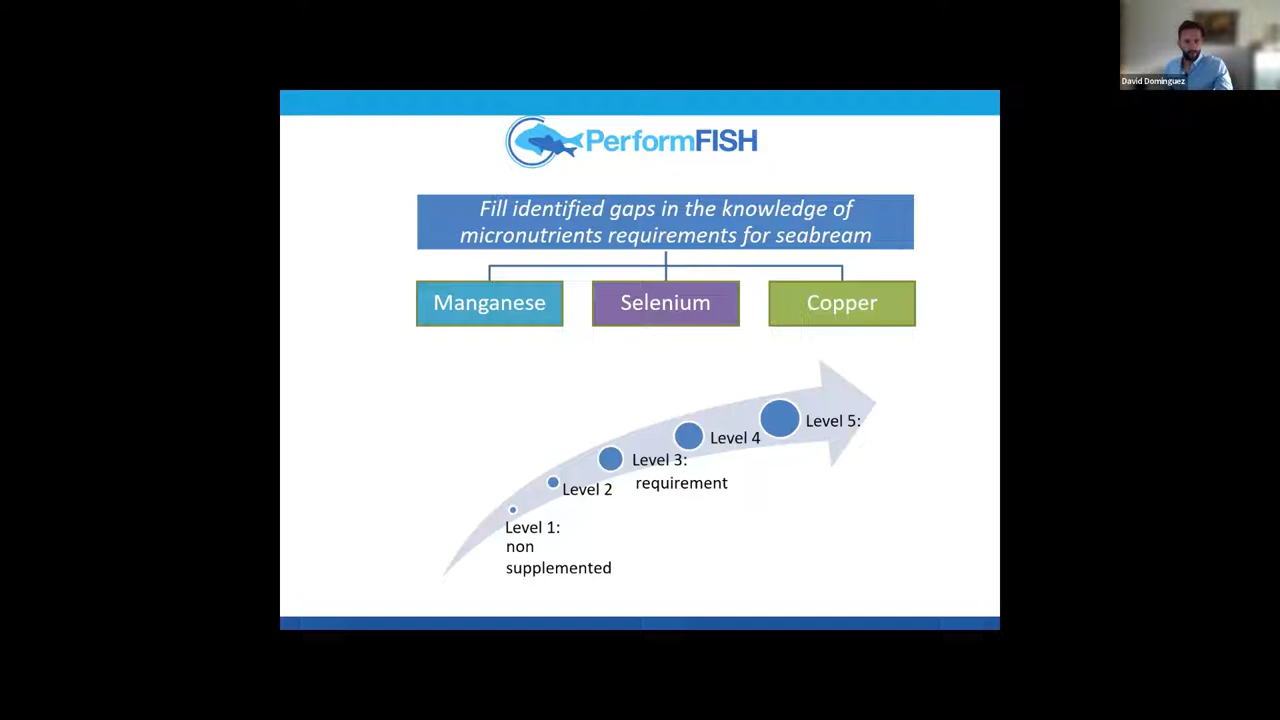 David Dominguez
PerformFISH
Fill identified gaps in the knowledge of
micronutrients requirements for seabream
Manganese
Selenium
Copper
Level 5:
Level 4
Level 3:
requirement
Level 2
Level 1:
non
supplemented